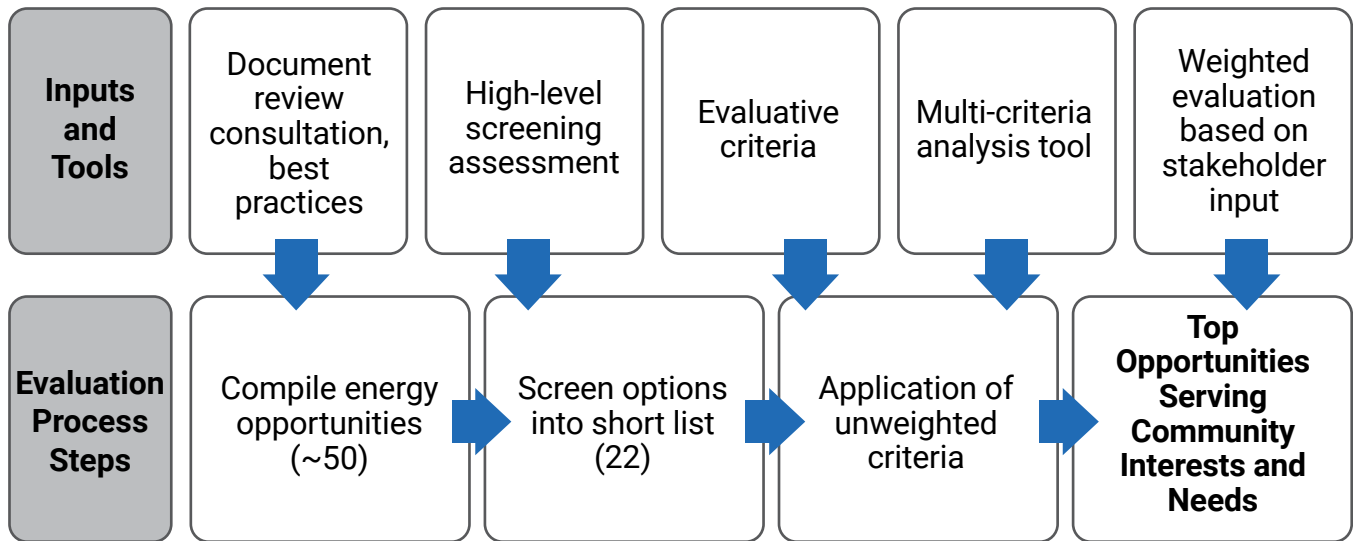 Inputs
and
Tools
Document
review
consultation,
best
practices
High-level
screening
assessment
Evaluative
criteria
Multi-criteria
analysis tool
Weighted
evaluation
based on
stakeholder
input
Evaluation
Process
Steps
Compile energy
opportunities
(~50)
Screen options
into short list
(22)
Application of
unweighted
criteria
Top
Opportunities
Serving
Community
Interests and
Needs